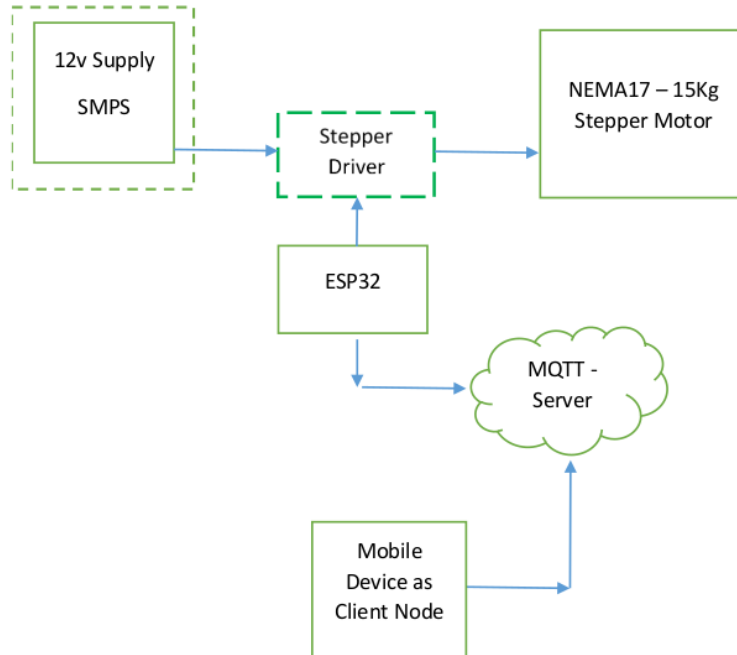 12v Supply
SMPS
Stepper
Driver
NEMA17 – 15Kg
Stepper Motor
ESP32
MQTT -
Server
Mobile
Device as
Client Node